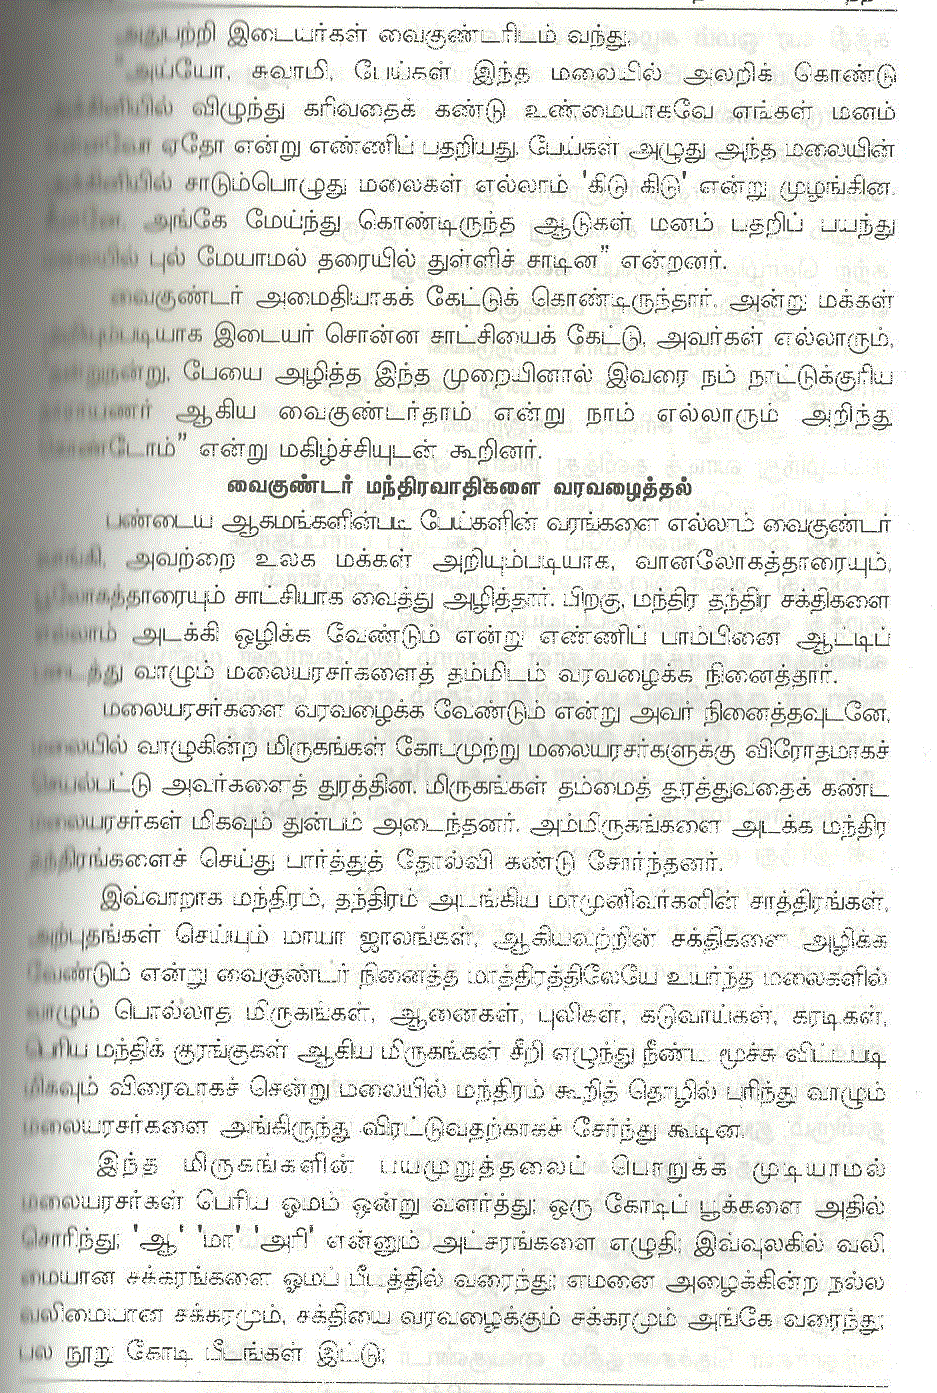 அதுபற்றி இடையர்கள் வைகுண்டரிடம் வந்து,
"அய்யோ, சுவாமி, பேய்கள் இந்த மலையில் அலறிக் கொண்டு
விழுந்து கரிவதைக் கண்டு உண்மையாகவே எங்கள் மனம்
ஏதோ என்று எண்ணிப் பதறியது. பேய்கள் அழுது அந்த மலையின்
சாடும்பொழுது மலைகள் எல்லாம் 'கிடு கிடு' என்று முழங்கின.
அங்கே மேய்ந்து கொண்டிருந்த ஆடுகள் மனம் பதறிப் பயந்து
புல் மேயாமல் தரையில் துள்ளிச் சாடின" என்றனர்.
வைகுண்டர் அமைதியாகக் கேட்டுக் கொண்டிருந்தார். அன்று மக்கள்
இடையர் சொன்ன சாட்சியைக் கேட்டு, அவர்கள் எல்லாரும்,
பேயை அழித்த இந்த முறையினால் இவரை நம் நாட்டுக்குரிய
ஆகிய வைகுண்டர்தாம் என்று நாம் எல்லாரும் அறிந்து
கொண்டோம்" என்று மகிழ்ச்சியுடன் கூறினர்.
வைகுண்டர் மந்திரவாதிகளை வரவழைத்தல்
பண்டைய ஆகமங்களின்படி பேய்களின் வரங்களை எல்லாம் வைகுண்டர்
வாங்கி, அவற்றை உலக மக்கள் அறியும்படியாக, வானலோகத்தாரையும்,
பூலோகத்தாரையும் சாட்சியாக வைத்து அழித்தார். பிறகு, மந்திர தந்திர சக்திகளை
எல்லாம் அடக்கி ஒழிக்க வேண்டும் என்று எண்ணிப் பாம்பினை ஆட்டிப்
படைத்து வாழும் மலையரசர்களைத் தம்மிடம் வரவழைக்க நினைத்தார்.
மலையரசர்களை வரவழைக்க வேண்டும் என்று அவர் நினைத்தவுடனே,
மலையில் வாழுகின்ற மிருகங்கள் கோடமுற்று மலையரசர்களுக்கு விரோதமாகச்
செயல்பட்டு அவர்களைத் துரத்தின. மிருகங்கள் தம்மைத் துரத்துவதைக் கண்ட
மலையரசர்கள் மிகவும் துன்பம் அடைந்தனர். அம்மிருகங்களை அடக்க மந்திர
தந்திரங்களைச் செய்து பார்த்துத் தோல்வி கண்டு சோர்ந்தனர்.
இவ்வாறாக மந்திரம், தந்திரம் அடங்கிய மாமுனிவர்களின் சாத்திரங்கள்,
அற்புதங்கள் செய்யும் மாயா ஜாலங்கள், ஆகியவற்றின் சக்திகளை அழிக்க
வேண்டும் என்று வைகுண்டர் நினைத்த மாத்திரத்திலேயே உயர்ந்த மலைகளில்
வாழும் பொல்லாத மிருகங்கள், ஆனைகள், புலிகள், கடுவாய்கள், கரடிகள்,
பெரிய மந்திக் குரங்குகள் ஆகிய மிருகங்கள் சீறி எழுந்து நீண்ட மூச்சு விட்டபடி
மிகவும் விரைவாகச் சென்று மலையில் மந்திரம் கூறித் தொழில் புரிந்து வாழும்
மலையரசர்களை அங்கிருந்து விரட்டுவதற்காகச் சேர்ந்து கூடின.
இந்த மிருகங்களின் பயமுறுத்தலைப் பொறுக்க முடியாமல்
மலையரசர்கள் பெரிய ஓமம் ஒன்று வளர்த்து; ஒரு கோடிப் பூக்களை அதில்
சொரிந்து; 'ஆ' 'மா' 'அரி' என்னும் அட்சரங்களை எழுதி; இவ்வுலகில் வலி
மையான சக்கரங்களை ஓமப் பீடத்தில் வரைந்து; எமனை அழைக்கின்ற நல்ல
வலிமையான சக்கரமும், சக்தியை வரவழைக்கும் சக்கரமும் அங்கே வரைந்து;
பல நூறு கோடி பீடங்கள் இட்டு;